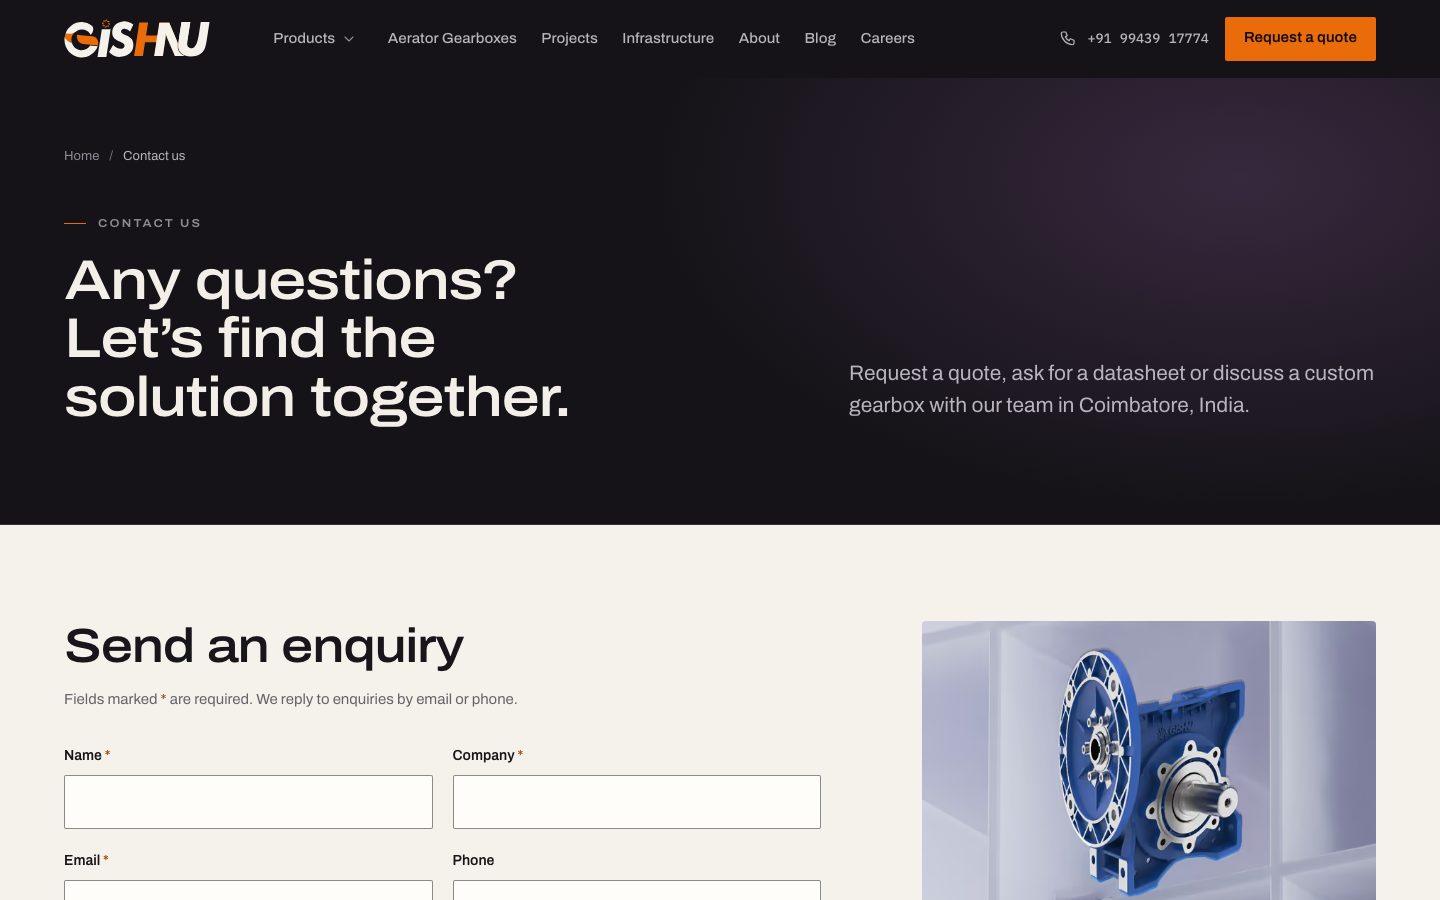 GiSHNU
Products
Aerator Gearboxes
Projects
Infrastructure
About
Blog
Careers
+91 99439 17774
Request a quote
Home / Contact us
CONTACT US
Any questions?
Let’s find the
solution together.
Request a quote, ask for a datasheet or discuss a custom
gearbox with our team in Coimbatore, India.
Send an enquiry
Fields marked * are required. We reply to enquiries by email or phone.
Name *
Company *
Email *
Phone